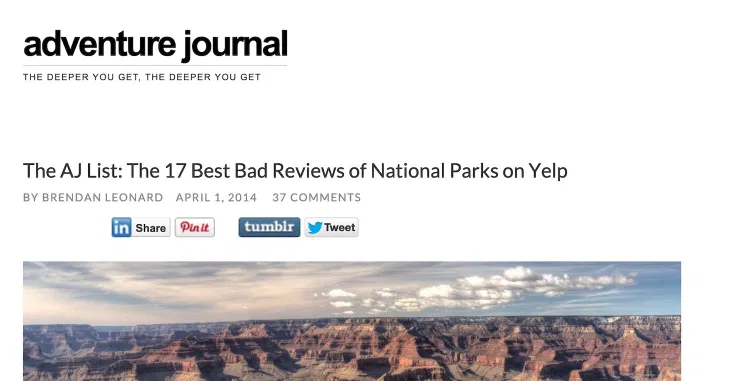 adventure journal
THE DEEPER YOU GET, THE DEEPER YOU GET
The AJ List: The 17 Best Bad Reviews of National Parks on Yelp
BY BRENDAN LEONARD APRIL 1, 2014 37 COMMENTS
in Share Pin it tumblr Tweet